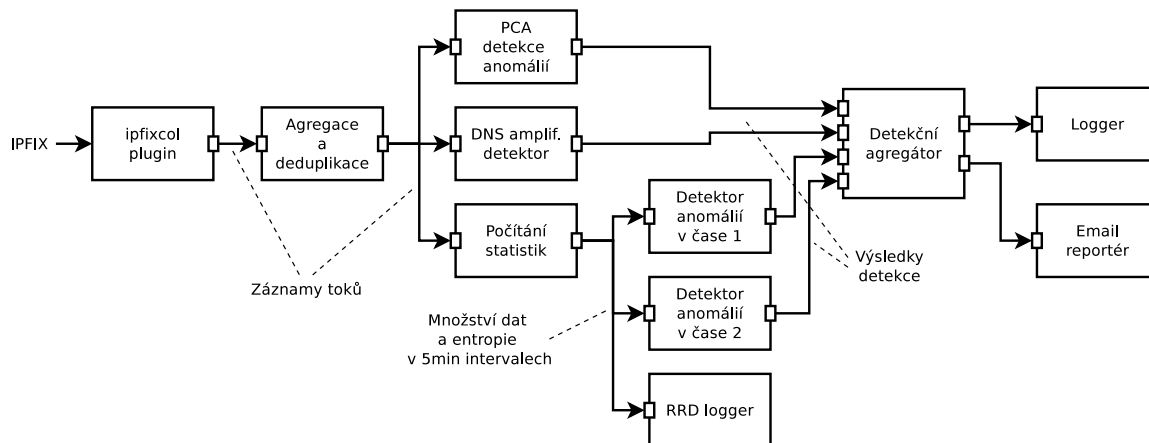 IPFIX
ipfixcol
plugin
Agregace
a
deduplikace
PCA
detekce
anomálií
DNS amplif.
detektor
Počítání
statistik
Detektor
anomálií
v čase 1
Detektor
anomálií
v čase 2
RRD logger
Detekční
agregátor
Logger
Email
reportér
Záznamy toků
Množství dat
a entropie
v 5min intervalech
Výsledky
detekce